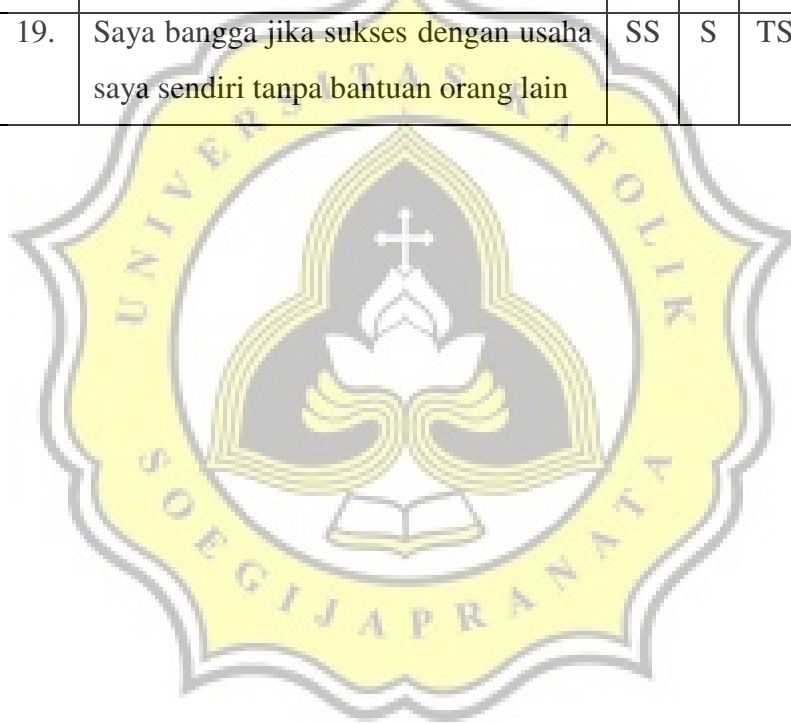 19. Saya bangga jika sukses dengan usaha SS S TS
saya sendiri tanpa bantuan orang lain
UNIVERSITAS KATOLIK
SOEGIJAPRANATA